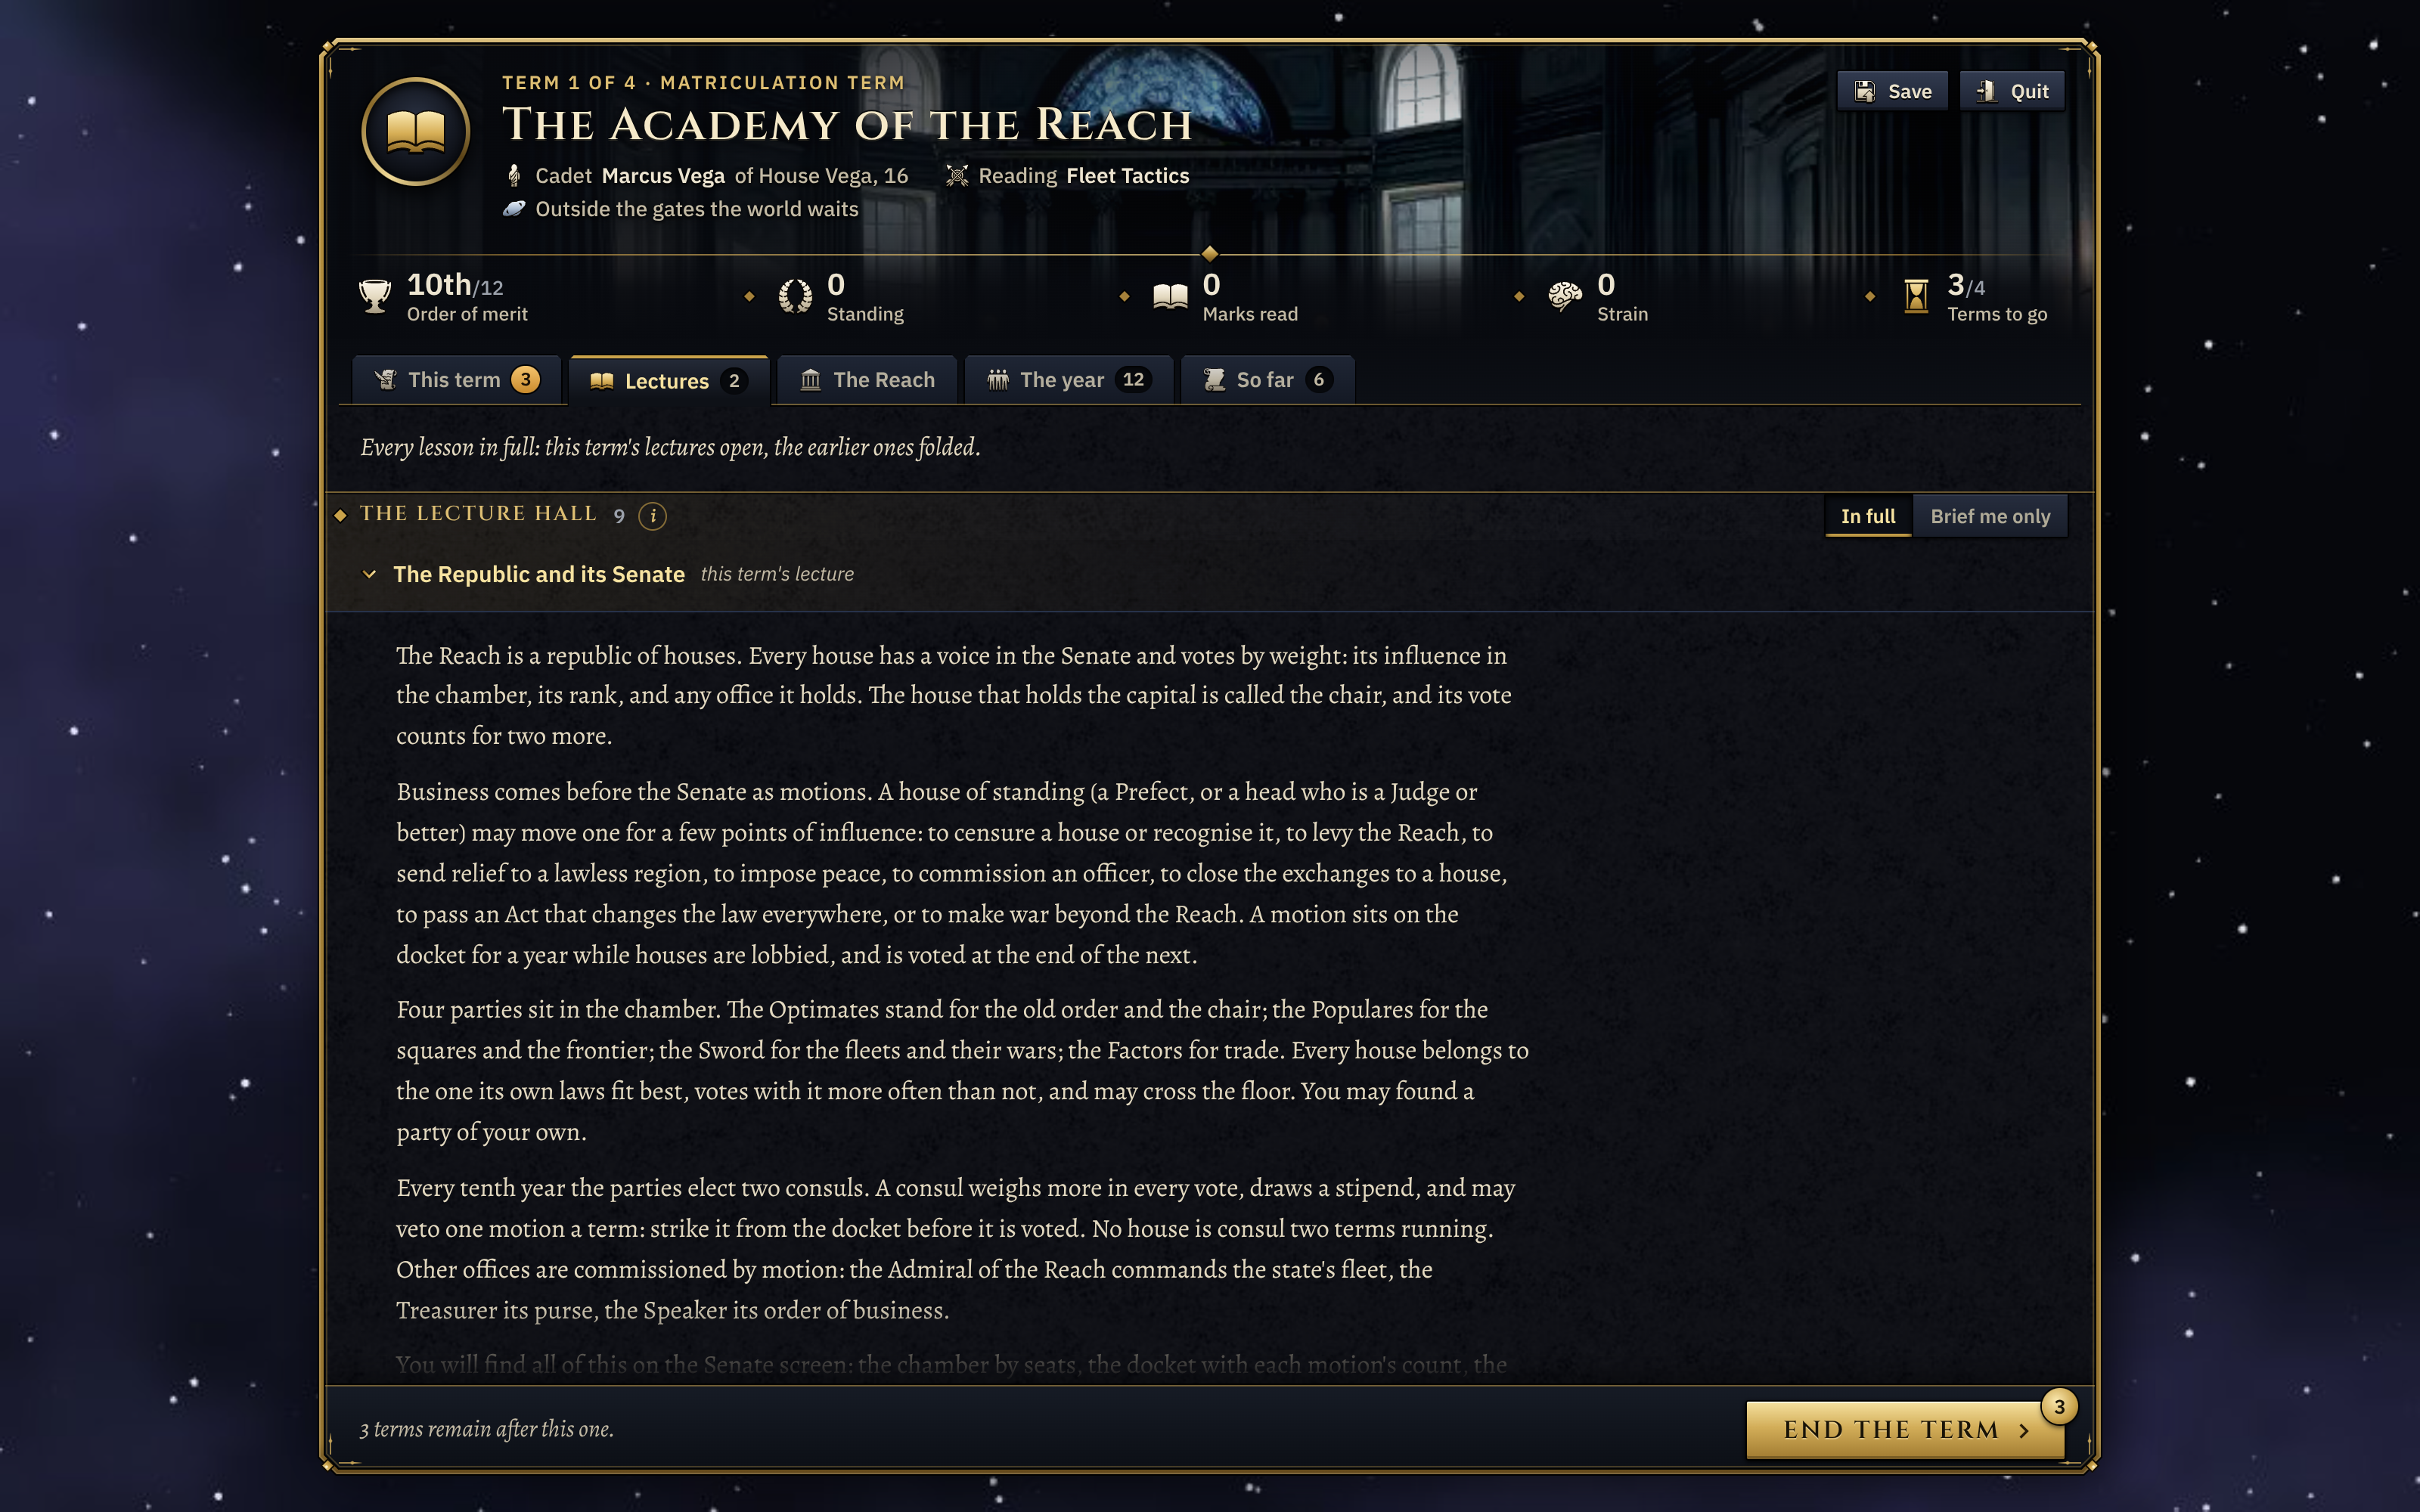 TERM 1 OF 4 · MATRICULATION TERM
THE ACADEMY OF THE REACH
Cadet Marcus Vega of House Vega, 16 Reading Fleet Tactics
Outside the gates the world waits
Save Quit
10th/12
Order of merit
0
Standing
0
Marks read
0
Strain
3/4
Terms to go
This term 3 Lectures 2 The Reach The year 12 So far 6
Every lesson in full: this term's lectures open, the earlier ones folded.
THE LECTURE HALL 9 i In full Brief me only
The Republic and its Senate this term's lecture
The Reach is a republic of houses. Every house has a voice in the Senate and votes by weight: its influence in
the chamber, its rank, and any office it holds. The house that holds the capital is called the chair, and its vote
counts for two more.
Business comes before the Senate as motions. A house of standing (a Prefect, or a head who is a Judge or
better) may move one for a few points of influence: to censure a house or recognise it, to levy the Reach, to
send relief to a lawless region, to impose peace, to commission an officer, to close the exchanges to a house,
to pass an Act that changes the law everywhere, or to make war beyond the Reach. A motion sits on the
docket for a year while houses are lobbied, and is voted at the end of the next.
Four parties sit in the chamber. The Optimates stand for the old order and the chair; the Populares for the
squares and the frontier; the Sword for the fleets and their wars; the Factors for trade. Every house belongs to
the one its own laws fit best, votes with it more often than not, and may cross the floor. You may found a
party of your own.
Every tenth year the parties elect two consuls. A consul weighs more in every vote, draws a stipend, and may
veto one motion a term: strike it from the docket before it is voted. No house is consul two terms running.
Other offices are commissioned by motion: the Admiral of the Reach commands the state's fleet, the
Treasurer its purse, the Speaker its order of business.
You will find all of this on the Senate screen: the chamber by seats, the docket with each motion's count, the
3 terms remain after this one.
END THE TERM 3